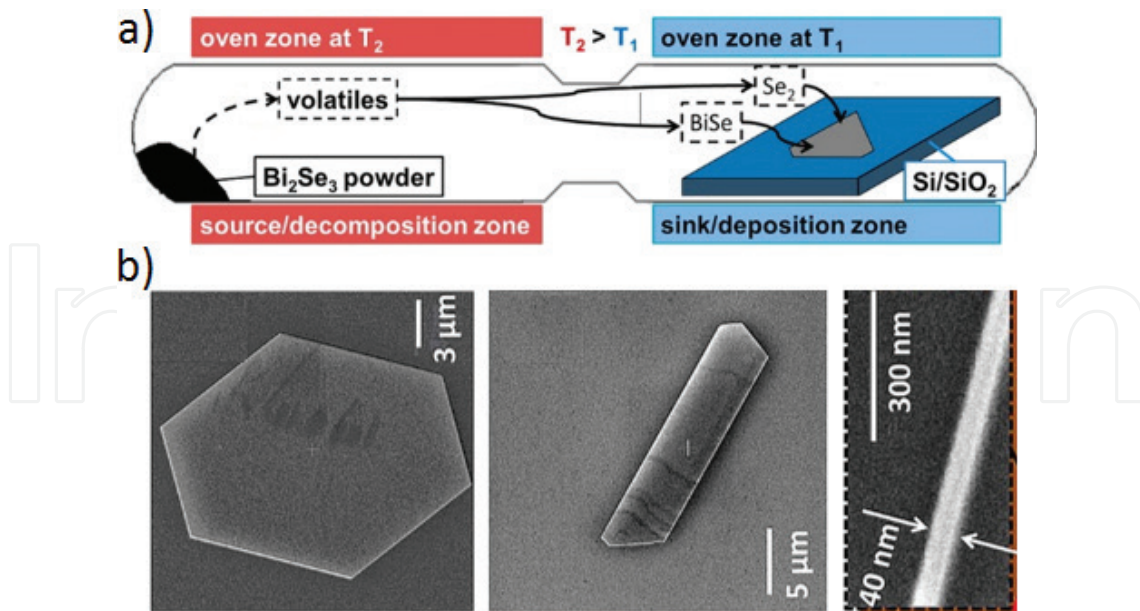 a)
oven zone at T₂
T₂ > T₁
oven zone at T₁
volatiles
Se₂
BiSe
Bi₂Se₃ powder
Si/SiO₂
source/decomposition zone
sink/deposition zone
b)
3 µm
5 µm
300 nm
40 nm